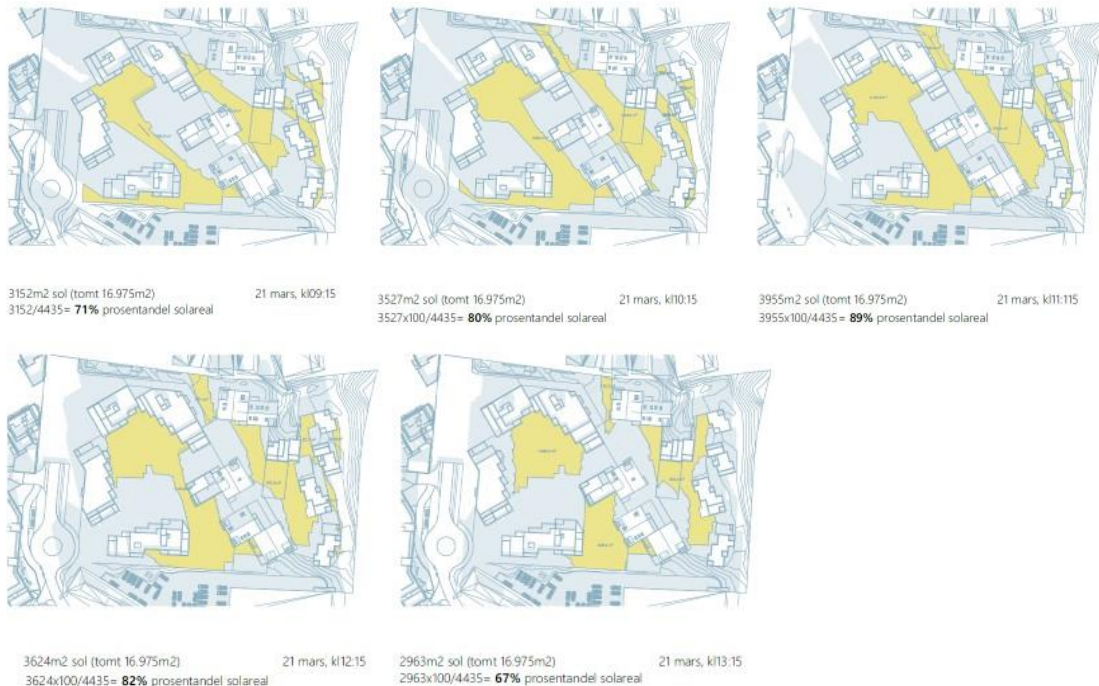 3152m2 sol (tomt 16.975m2) 21 mars, kl09:15
3152/4435= 71% prosentandel solareal
3527m2 sol (tomt 16.975m2) 21 mars, kl10:15
3527x100/4435= 80% prosentandel solareal
3955m2 sol (tomt 16.975m2) 21 mars, kl11:115
3955x100/4435= 89% prosentandel solareal
3624m2 sol (tomt 16.975m2) 21 mars, kl12:15
3624x100/4435= 82% prosentandel solareal
2963m2 sol (tomt 16.975m2) 21 mars, kl13:15
2963x100/4435= 67% prosentandel solareal